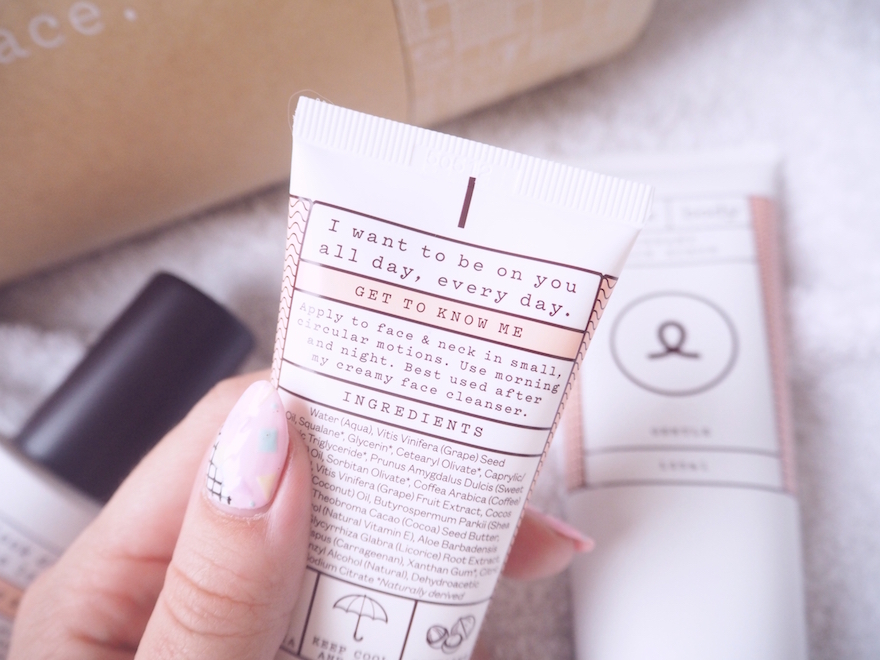 ace.
I want to be on you
all day, every day.
GET TO KNOW ME
Apply to face & neck in small,
circular motions. Use morning
and night. Best used after
my creamy face cleanser.
INGREDIENTS
Water (Aqua), Vitis Vinifera (Grape) Seed
Oil, Squalane*, Glycerin*, Cetearyl Olivate*, Caprylic/
Triglyceride*, Prunus Amygdalus Dulcis (Sweet
Oil, Sorbitan Olivate*, Coffea Arabica (Coffee)
Vitis Vinifera (Grape) Fruit Extract, Cocos
(Coconut) Oil, Butyrospermum Parkii (Shea
Theobroma Cacao (Cocoa) Seed Butter,
(Natural Vitamin E), Aloe Barbadensis
Glycyrrhiza Glabra (Licorice) Root Extract,
(Carrageenan), Xanthan Gum*,
Alcohol (Natural), Dehydroacetic
Sodium Citrate *Naturally derived
KEEP COOL